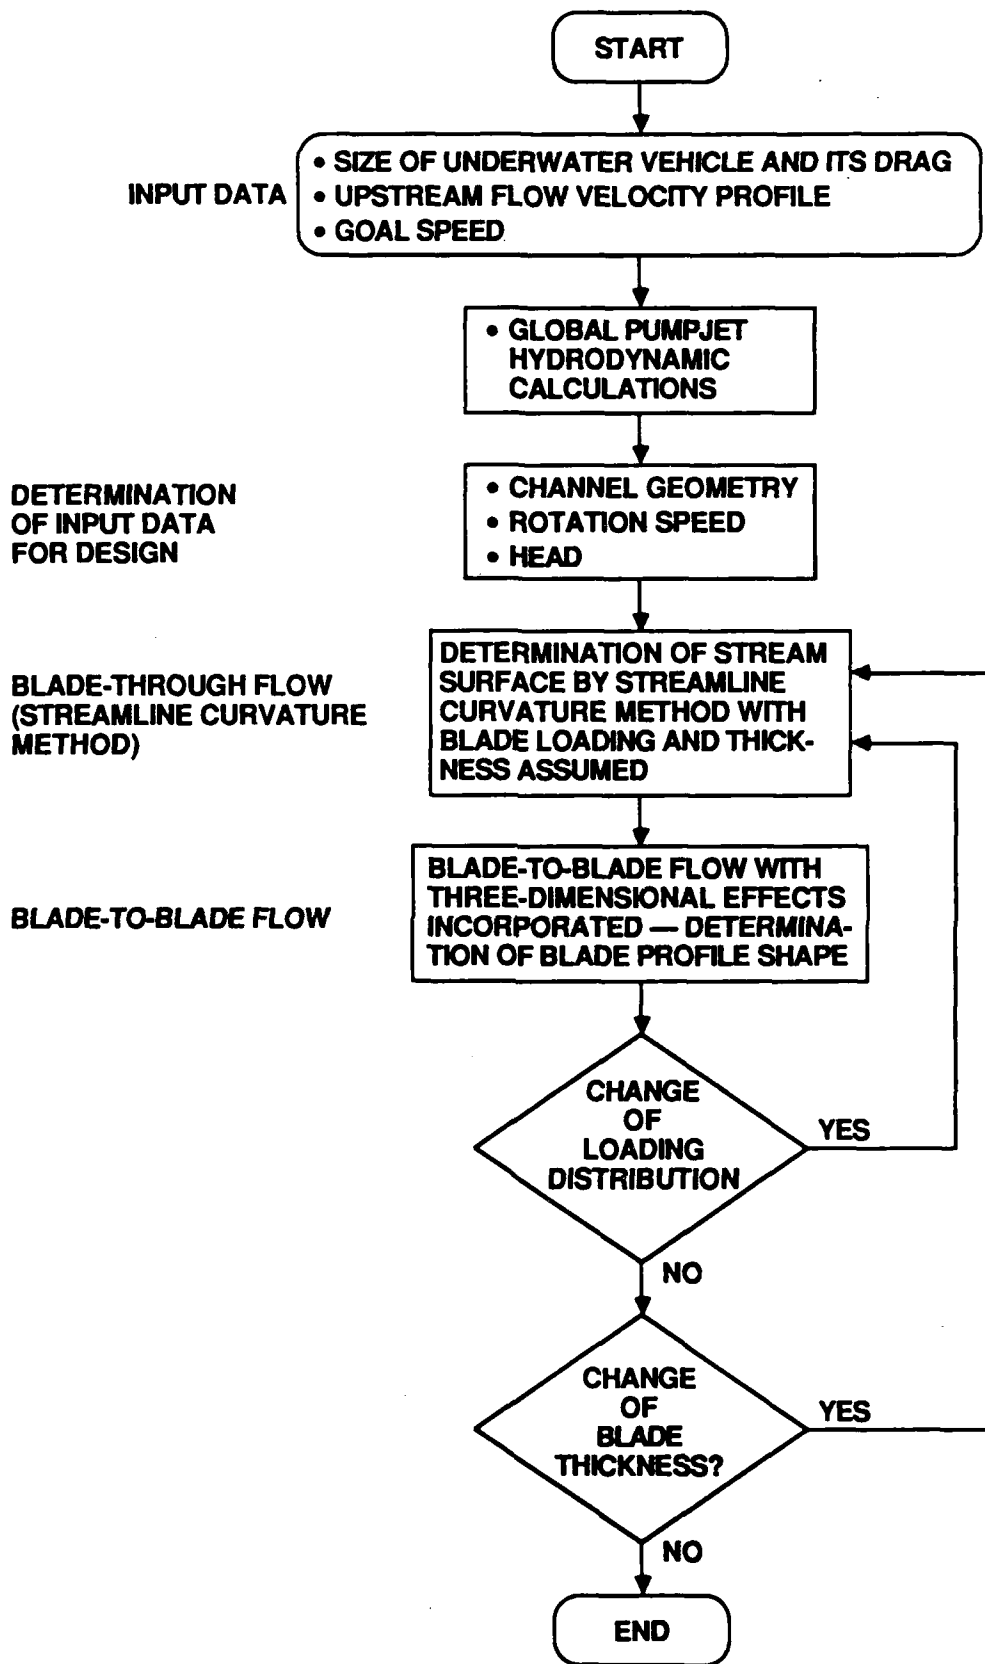 START
INPUT DATA
• SIZE OF UNDERWATER VEHICLE AND ITS DRAG
• UPSTREAM FLOW VELOCITY PROFILE
• GOAL SPEED
• GLOBAL PUMPJET
HYDRODYNAMIC
CALCULATIONS
DETERMINATION
OF INPUT DATA
FOR DESIGN
• CHANNEL GEOMETRY
• ROTATION SPEED
• HEAD
BLADE-THROUGH FLOW
(STREAMLINE CURVATURE
METHOD)
DETERMINATION OF STREAM
SURFACE BY STREAMLINE
CURVATURE METHOD WITH
BLADE LOADING AND THICK-
NESS ASSUMED
BLADE-TO-BLADE FLOW
BLADE-TO-BLADE FLOW WITH
THREE-DIMENSIONAL EFFECTS
INCORPORATED — DETERMINA-
TION OF BLADE PROFILE SHAPE
CHANGE
OF
LOADING
DISTRIBUTION
YES
NO
CHANGE
OF
BLADE
THICKNESS?
YES
NO
END